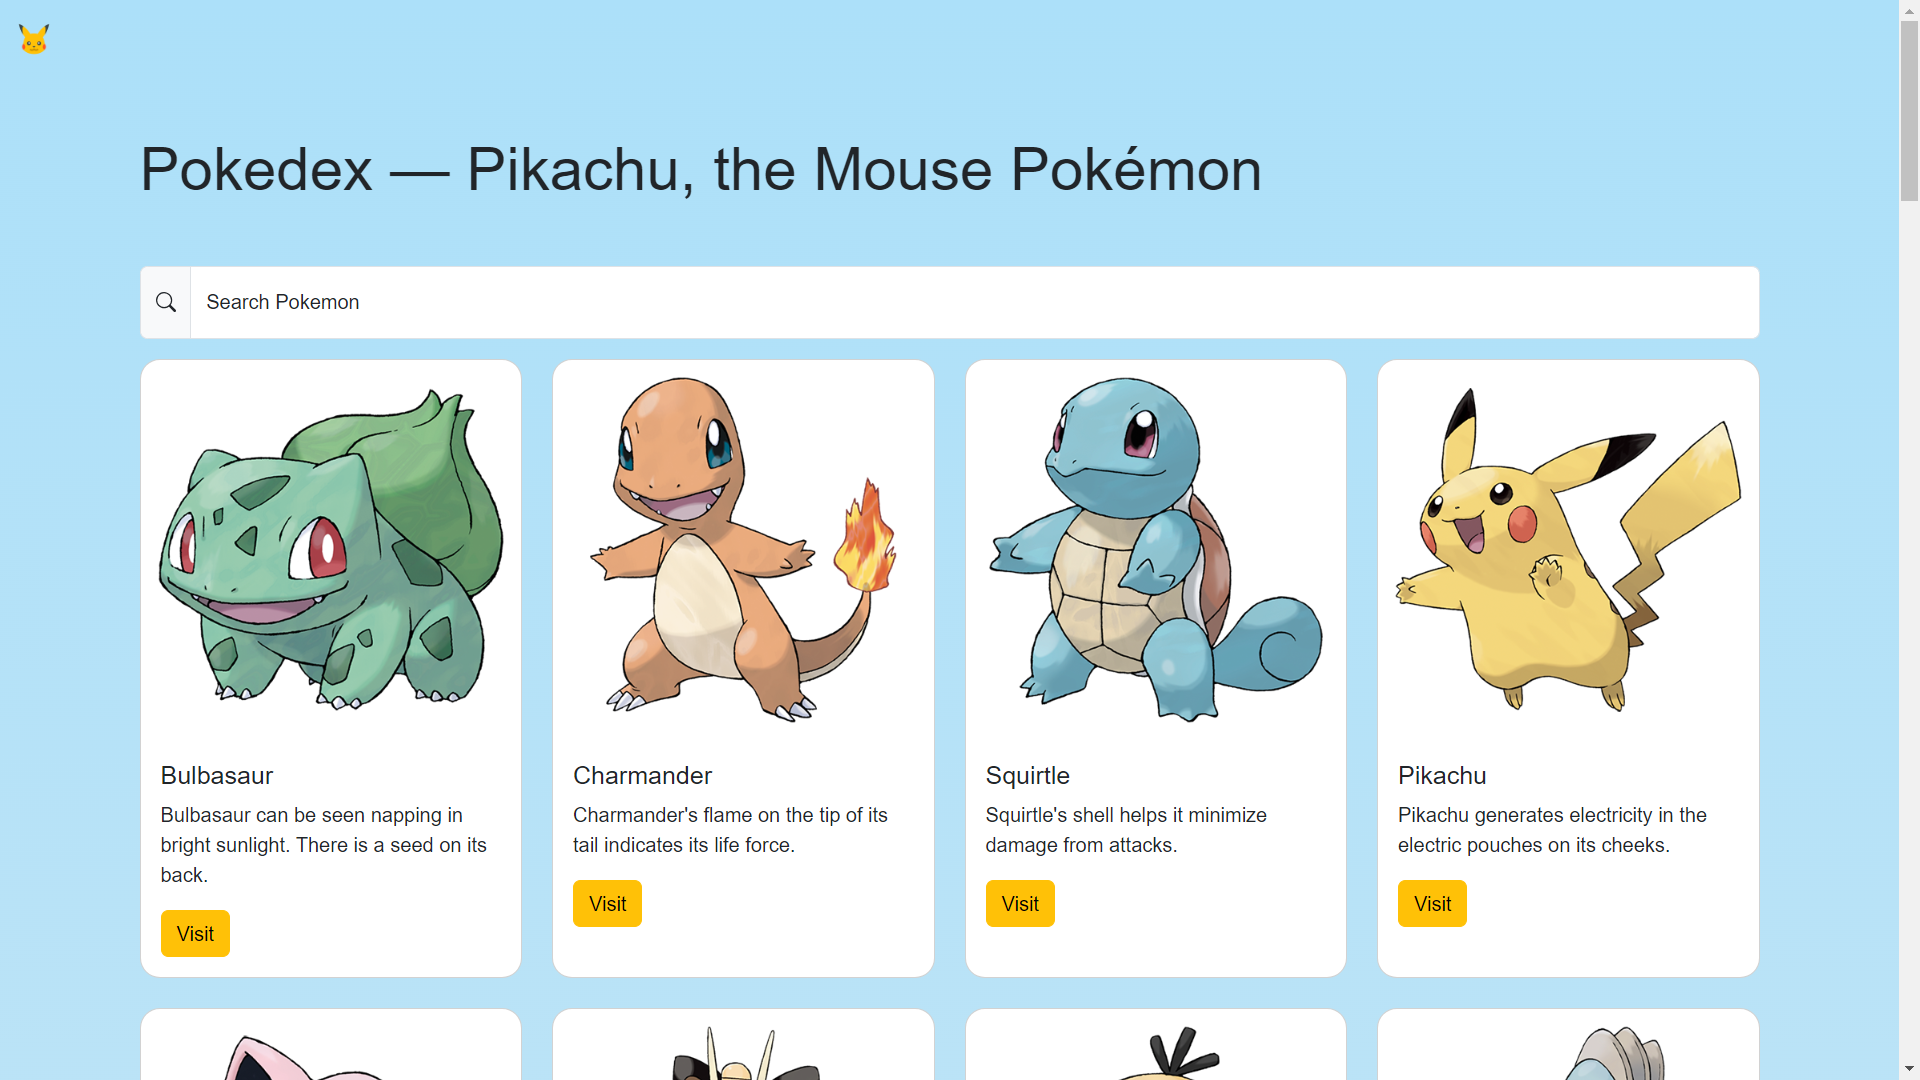 Pokedex — Pikachu, the Mouse Pokémon
Search Pokemon
Bulbasaur
Bulbasaur can be seen napping in
bright sunlight. There is a seed on its
back.
Visit
Charmander
Charmander's flame on the tip of its
tail indicates its life force.
Visit
Squirtle
Squirtle's shell helps it minimize
damage from attacks.
Visit
Pikachu
Pikachu generates electricity in the
electric pouches on its cheeks.
Visit